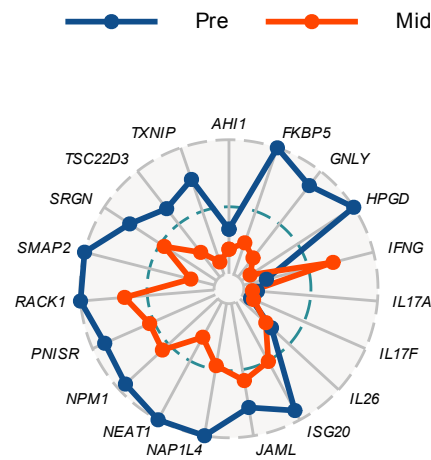 Pre Mid
AHI1
FKBP5
GNLY
HPGD
IFNG
IL17A
IL17F
IL26
ISG20
JAML
NAP1L4
NEAT1
NPM1
PNISR
RACK1
SMAP2
SRGN
TSC22D3
TXNIP